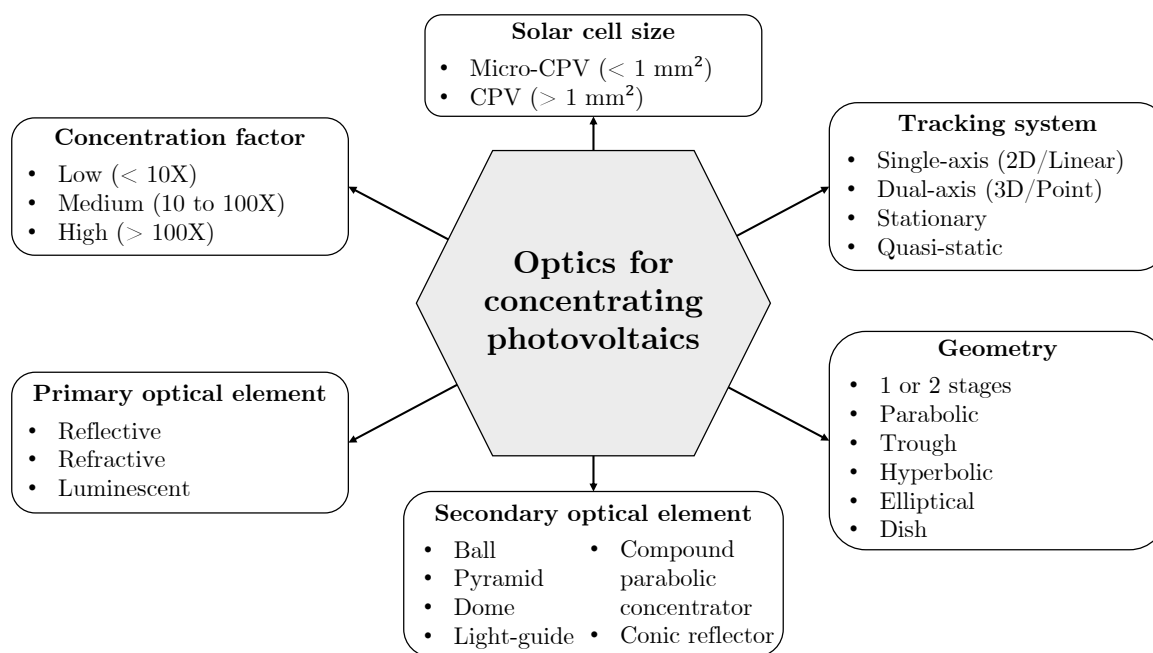 Solar cell size
• Micro-CPV (< 1 mm²)
• CPV (> 1 mm²)
Concentration factor
• Low (< 10X)
• Medium (10 to 100X)
• High (> 100X)
Tracking system
• Single-axis (2D/Linear)
• Dual-axis (3D/Point)
• Stationary
• Quasi-static
Optics for
concentrating
photovoltaics
Primary optical element
• Reflective
• Refractive
• Luminescent
Geometry
• 1 or 2 stages
• Parabolic
• Trough
• Hyperbolic
• Elliptical
• Dish
Secondary optical element
• Ball
• Pyramid
• Dome
• Light-guide
• Compound
parabolic
concentrator
• Conic reflector